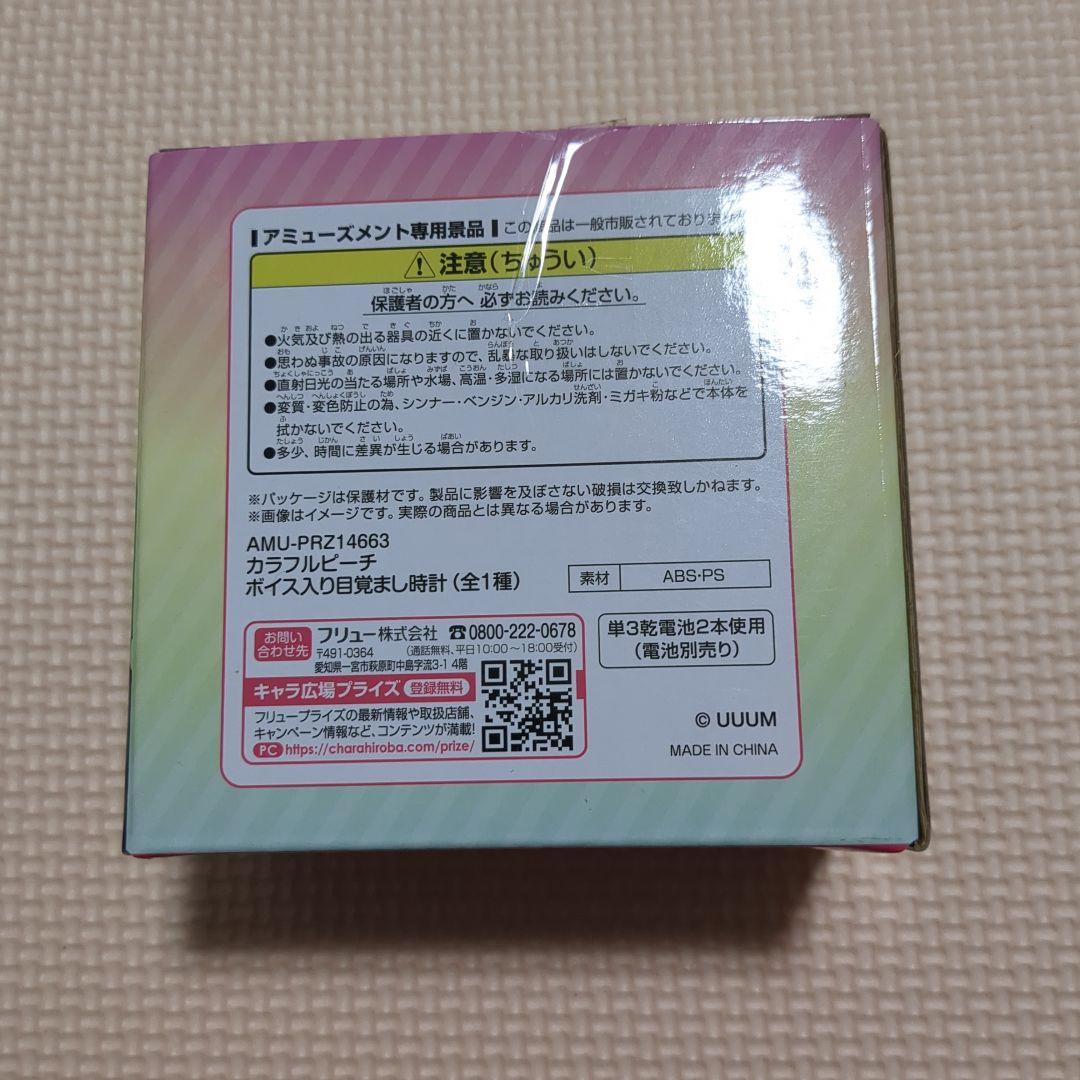 アミューズメント専用景品 この 品は一般市販されておりま
注意(ちゅうい)
保護者の方へ 必ずお読みください。
●火気及び熱の出る器具の近くに置かないでください。
●思わぬ事故の原因になりますので、乱暴な取り扱いはしないでください。
●直射日光の当たる場所や水場、高温・多湿になる場所には置かないでください。
●変質・変色防止の為、シンナー・ベンジン・アルカリ洗剤・ミガキ粉などで本体を
拭かないでください。
●多少、時間に差異が生じる場合があります。
※パッケージは保護材です。製品に影響を及ぼさない破損は交換致しかねます。
※画像はイメージです。実際の商品とは異なる場合があります。
AMU-PRZ14663
カラフルピーチ
ボイス入り目覚まし時計(全1種)
素材 ABS・PS
お問い合わせ先 フリュー株式会社 ☎0800-222-0678
〒491-0364 (通話無料、平日10:00~18:00受付)
愛知県一宮市萩原町中島字流3-1 4階
キャラ広場プライズ 登録無料
フリュープライズの最新情報や取扱店舗、
キャンペーン情報など、コンテンツが満載!
PC https://charahiroba.com/prize/
単3乾電池2本使用
(電池別売り)
© UUUM
MADE IN CHINA